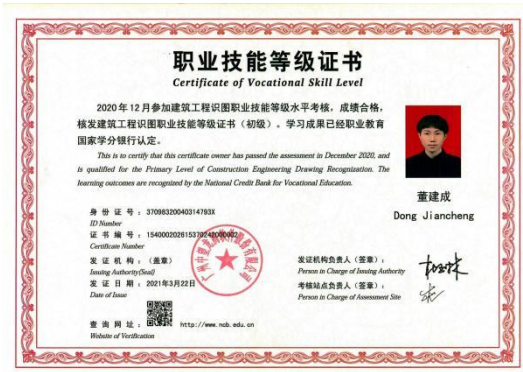 职业技能等级证书
Certificate of Vocational Skill Level
2020年12月参加建筑工程识图职业技能等级水平考核，成绩合格，
核发建筑工程识图职业技能等级证书（初级）。学习成果已经职业教育
国家学分银行认定。
This is to certify that this certificate owner has passed the assessment in December 2020, and
is qualified for the Primary Level of Construction Engineering Drawing Recognization. The
learning outcomes are recognized by the National Credit Bank for Vocational Education.
董建成
Dong Jiancheng
身 份 证 号 ：37098320040314793X
ID Number
证 书 编 号 ：
Certificate Number
发 证 机 构 ：（盖章）
Issuing Authority(Seal)
发 证 日 期 ：2021年3月22日
Date of Issue
发证机构负责人（签章）：
Person in Charge of Issuing Authority
考核站点负责人（签章）：
Person in Charge of Assessment Site
查 询 网 址 ： http://www.ncb.edu.cn
Website of Verification